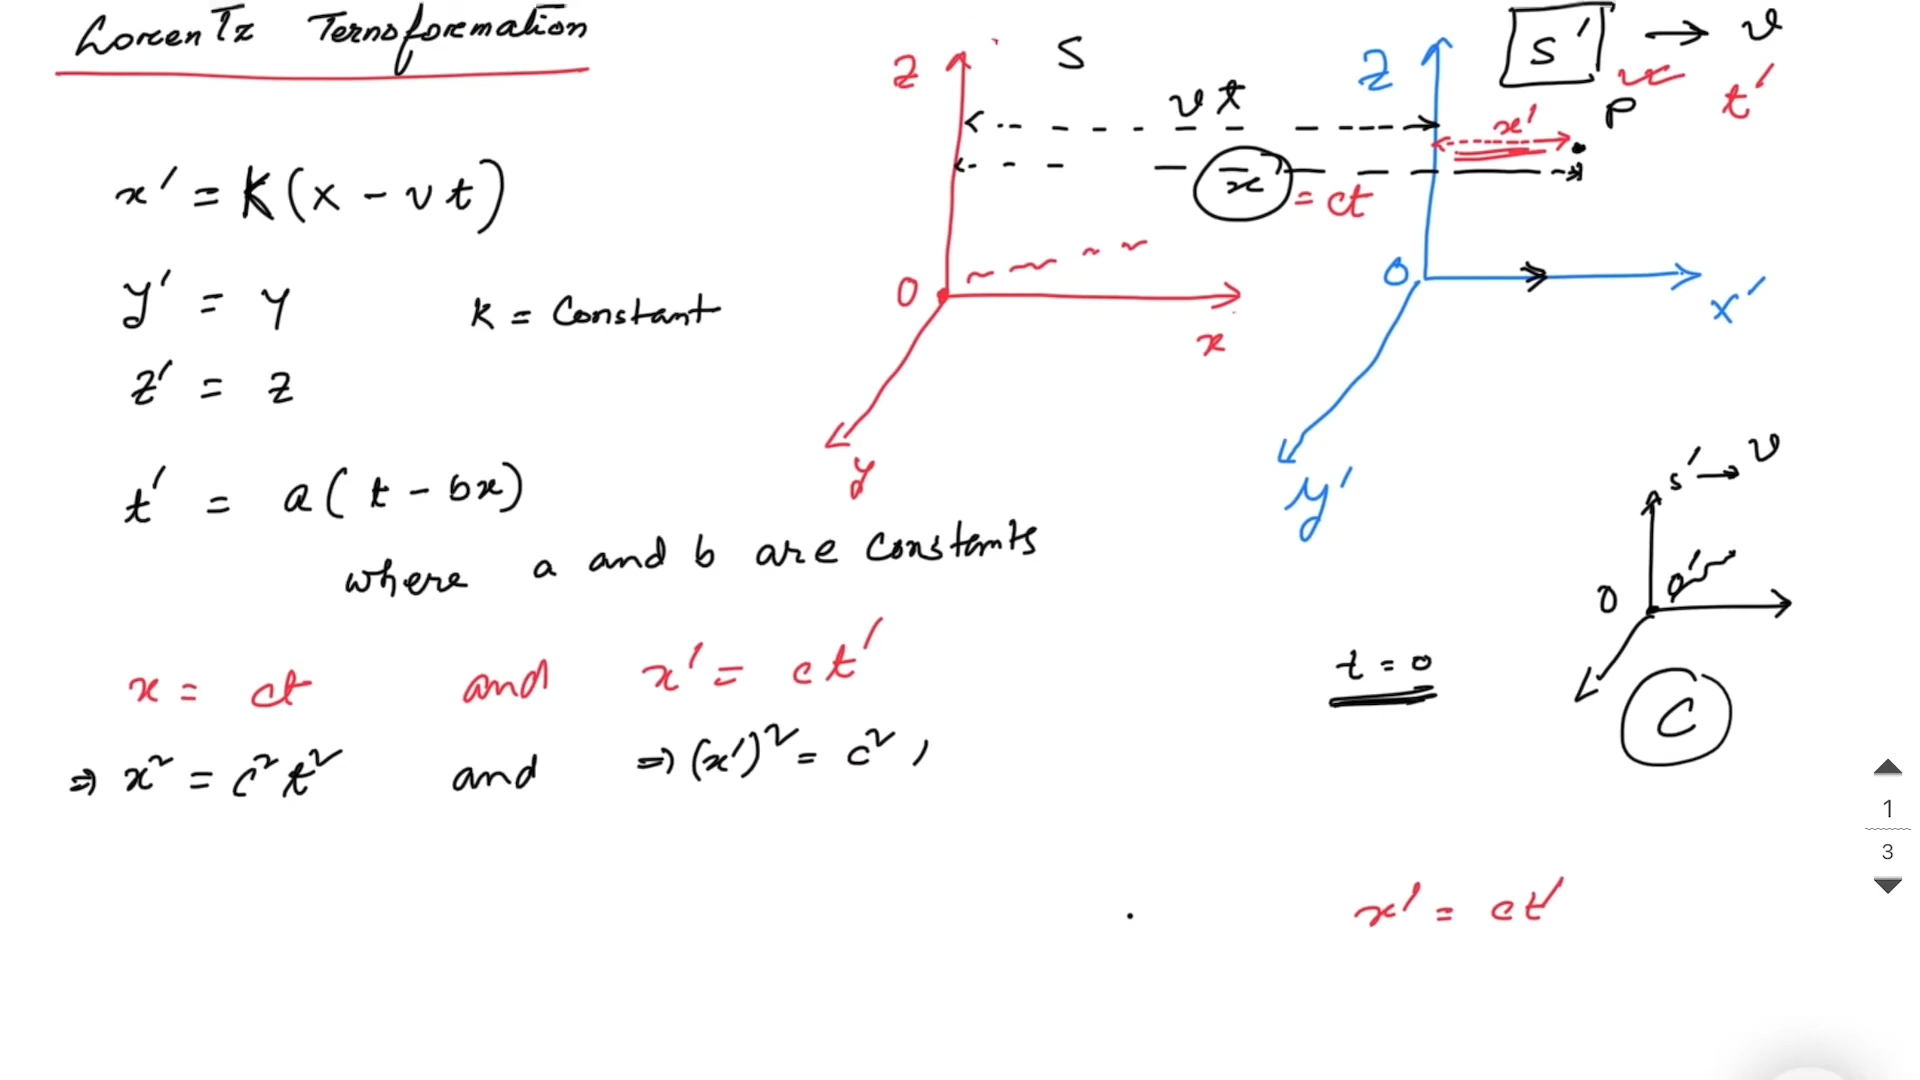 LorenTz Ternsformation
x' = K(x - vt)
y' = y
K = Constant
z' = z
t' = a(t - bx)
where a and b are constants
x = ct and x' = ct'
⇒ x² = c²t² and ⇒ (x')² = c²,
z
S
z
S' → v
t'
vt
x'
P
x = ct
O
x
y
O
x'
y'
S' → v
O
O'
t = 0
C
x' = ct'
1
3